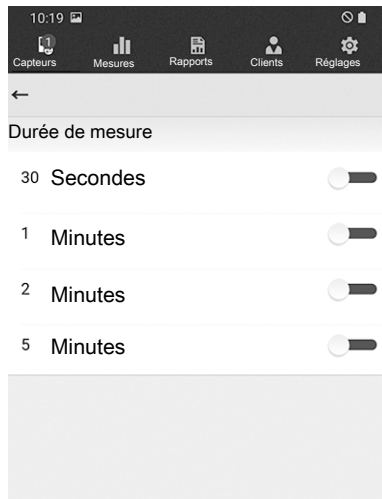 10:19
1
Capteurs Mesures Rapports Clients Réglages
Durée de mesure
30 Secondes
1 Minutes
2 Minutes
5 Minutes